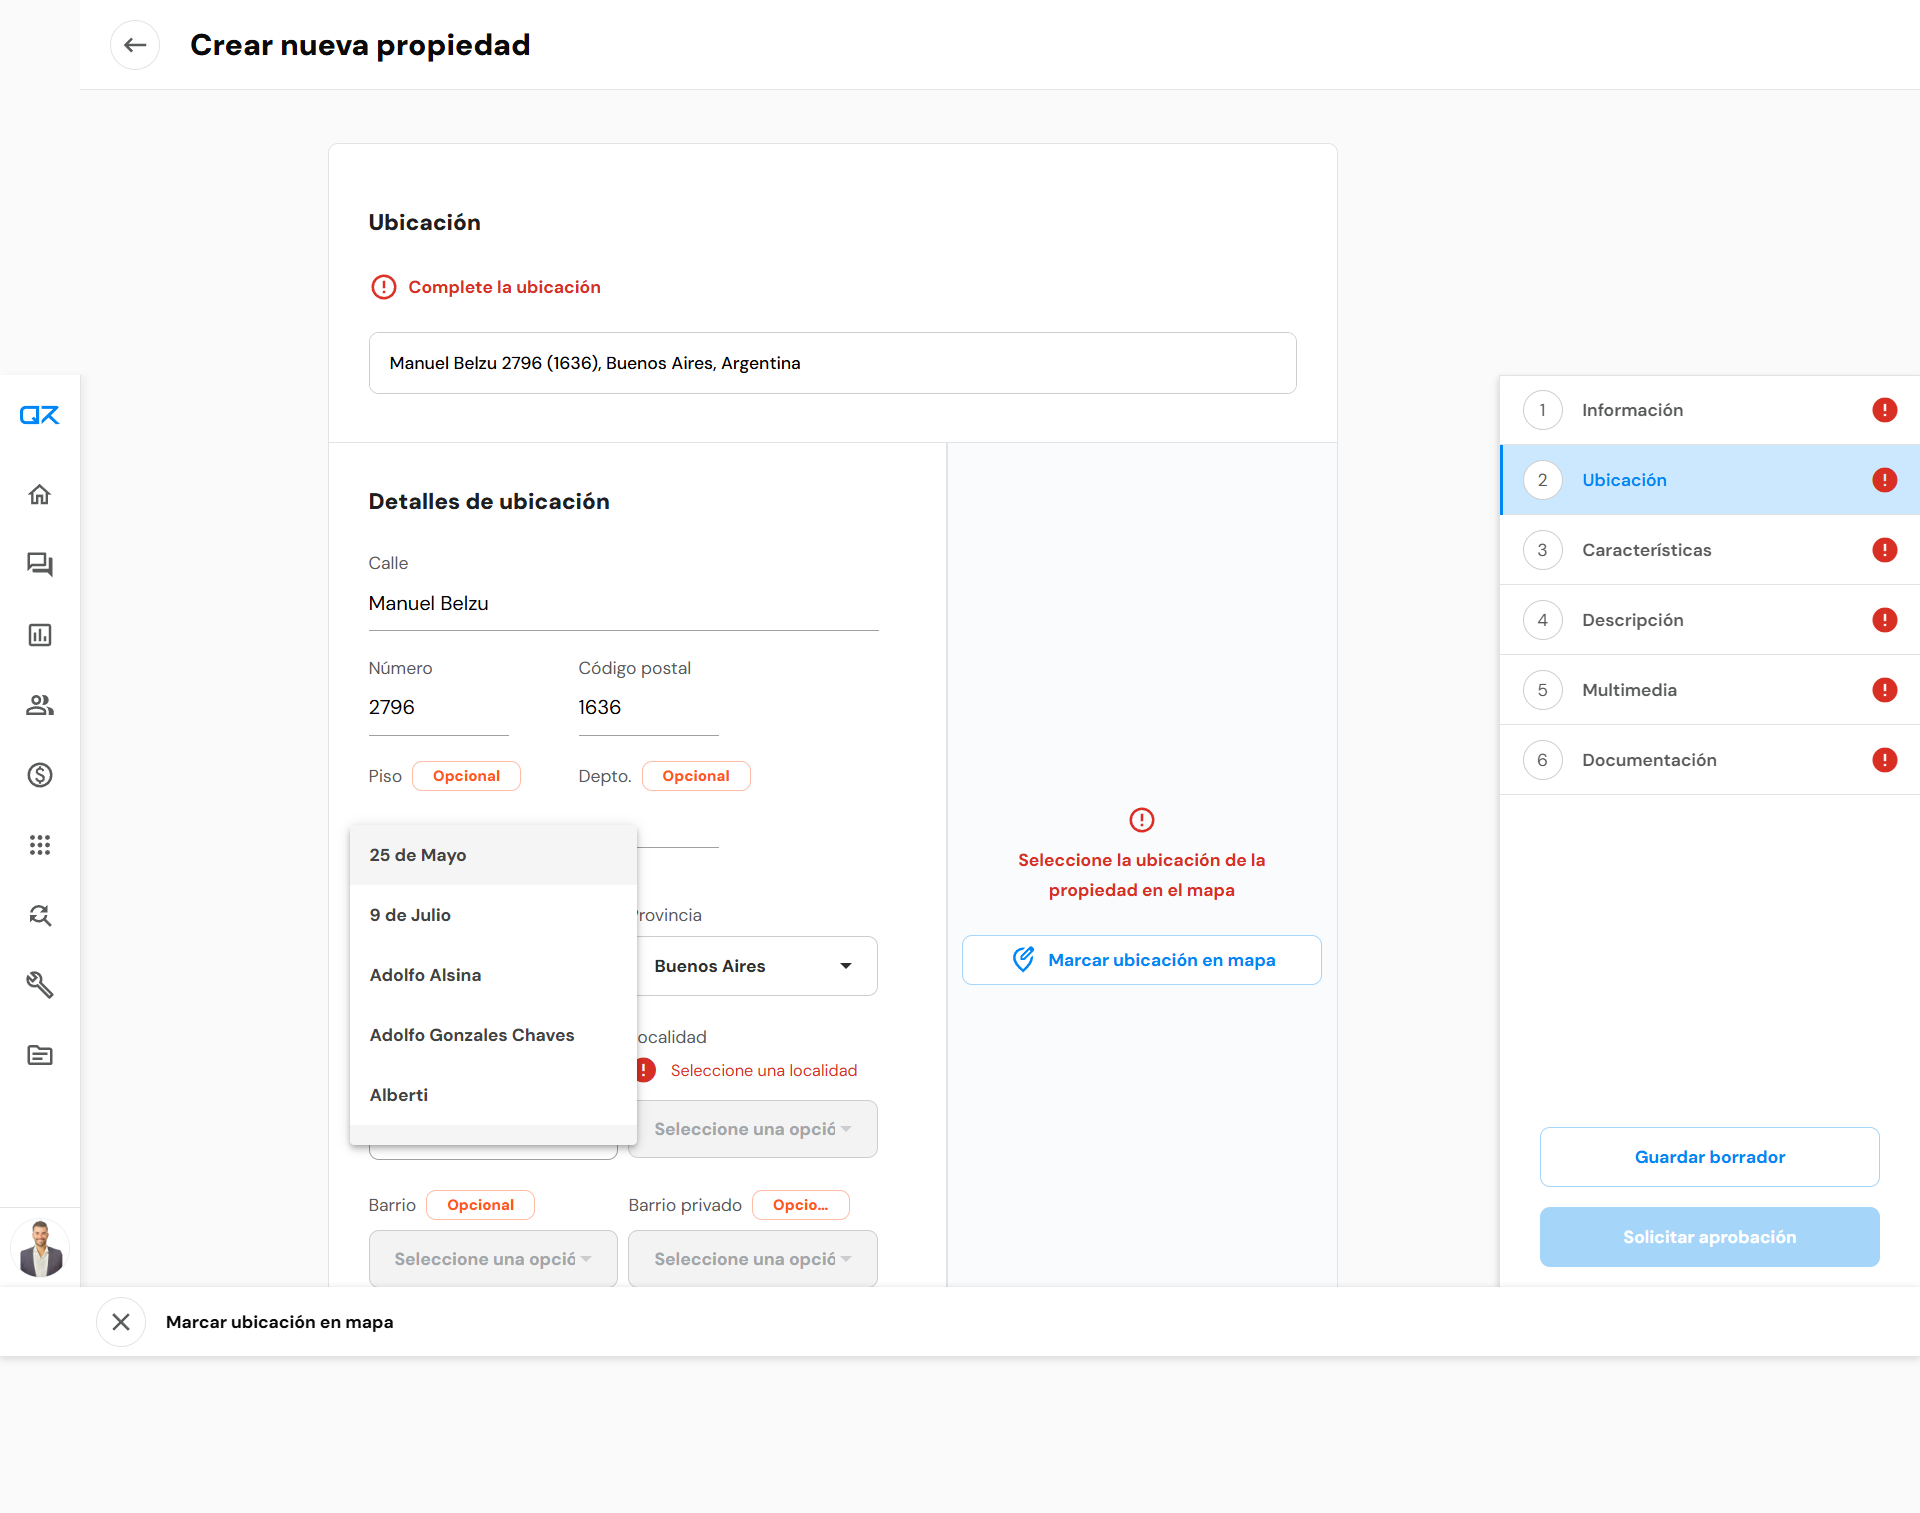 Crear nueva propiedad
Ubicación
Complete la ubicación
Manuel Belzu 2796 (1636), Buenos Aires, Argentina
Detalles de ubicación
Calle
Manuel Belzu
Número
Código postal
2796
1636
Piso
Opcional
Depto.
Opcional
25 de Mayo
9 de Julio
Adolfo Alsina
Adolfo Gonzales Chaves
Alberti
rovincia
Buenos Aires
ocalidad
Seleccione una localidad
Seleccione una opció
Barrio
Opcional
Barrio privado
Opcio...
Seleccione una opció
Seleccione una opció
Seleccione la ubicación de la
propiedad en el mapa
Marcar ubicación en mapa
1 Información
2 Ubicación
3 Características
4 Descripción
5 Multimedia
6 Documentación
Guardar borrador
Solicitar aprobación
Marcar ubicación en mapa